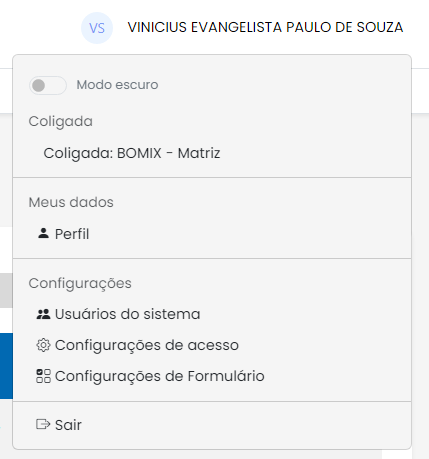 VS VINICIUS EVANGELISTA PAULO DE SOUZA
Modo escuro
Coligada
Coligada: BOMIX - Matriz
Meus dados
Perfil
Configurações
Usuários do sistema
Configurações de acesso
Configurações de Formulário
Sair